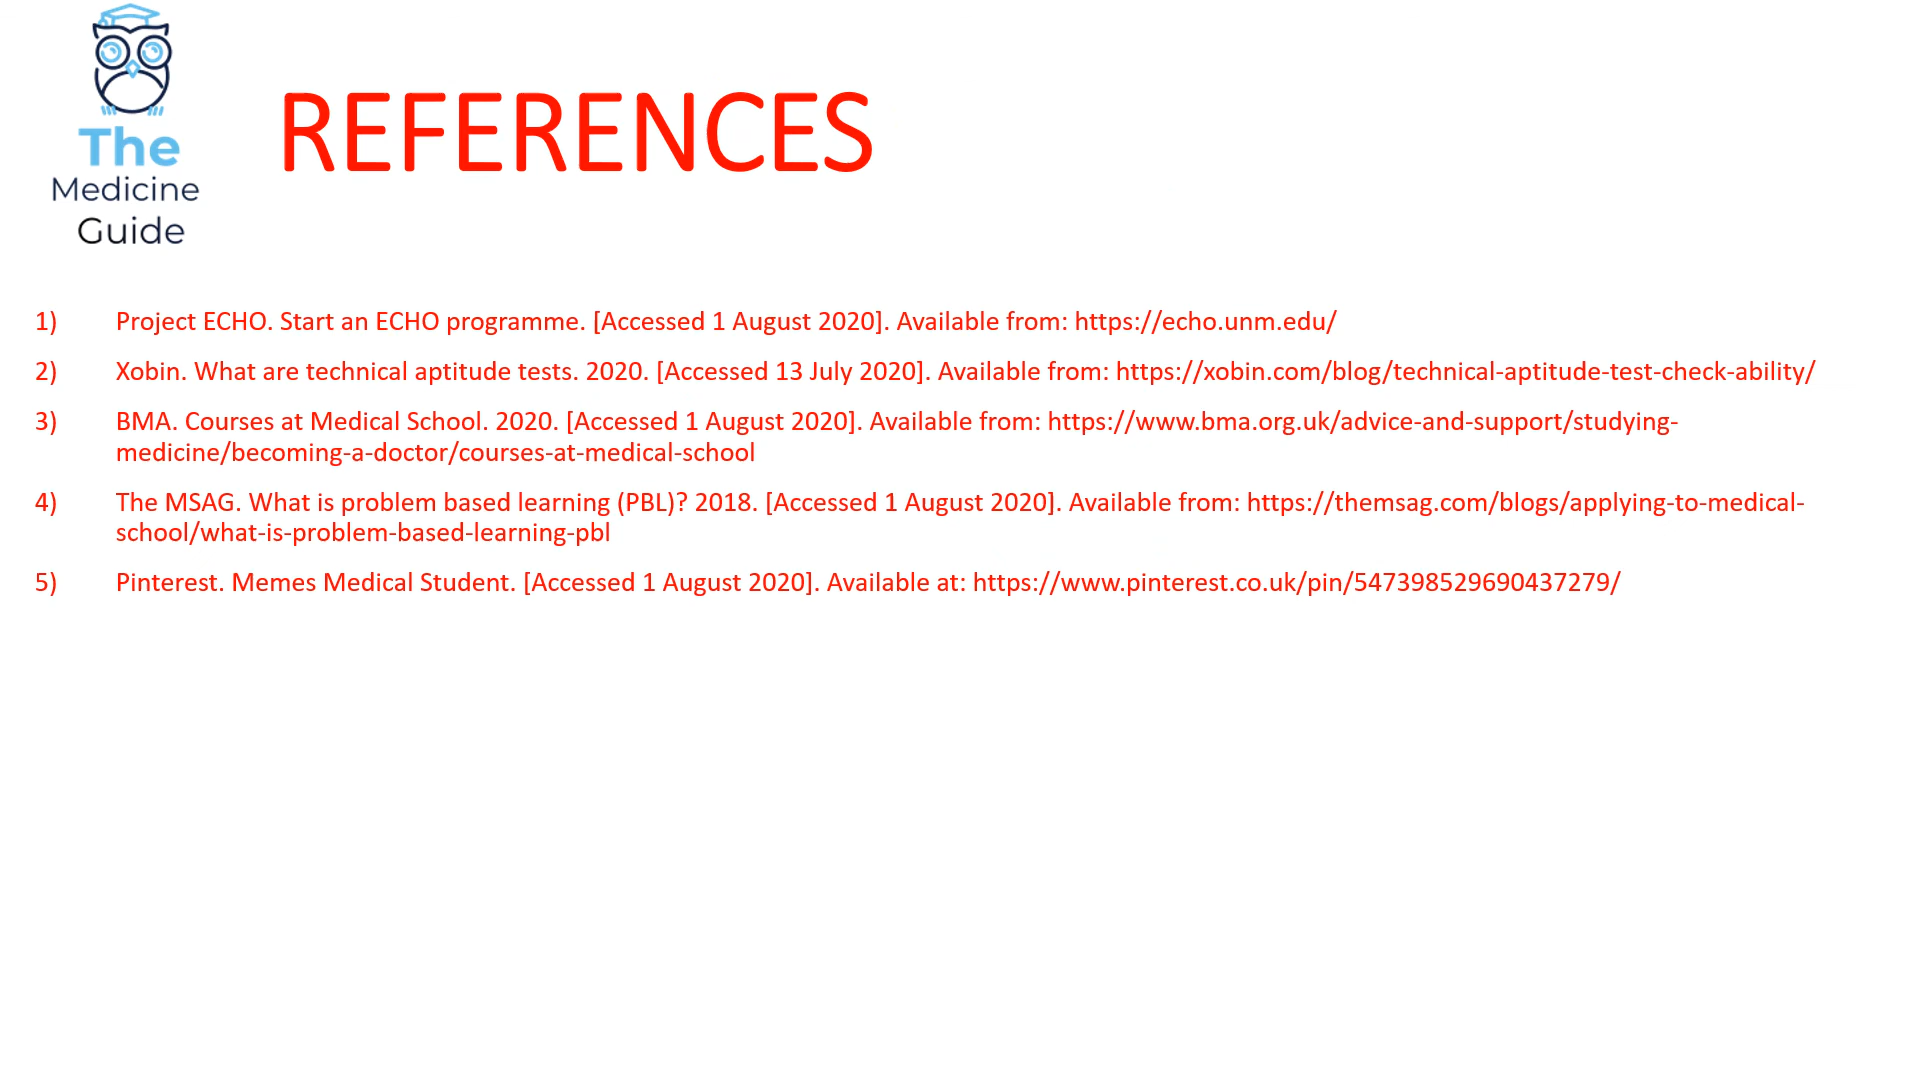 The
Medicine
Guide
REFERENCES
1) Project ECHO. Start an ECHO programme. [Accessed 1 August 2020]. Available from: https://echo.unm.edu/
2) Xobin. What are technical aptitude tests. 2020. [Accessed 13 July 2020]. Available from: https://xobin.com/blog/technical-aptitude-test-check-ability/
3) BMA. Courses at Medical School. 2020. [Accessed 1 August 2020]. Available from: https://www.bma.org.uk/advice-and-support/studying-
medicine/becoming-a-doctor/courses-at-medical-school
4) The MSAG. What is problem based learning (PBL)? 2018. [Accessed 1 August 2020]. Available from: https://themsag.com/blogs/applying-to-medical-
school/what-is-problem-based-learning-pbl
5) Pinterest. Memes Medical Student. [Accessed 1 August 2020]. Available at: https://www.pinterest.co.uk/pin/547398529690437279/